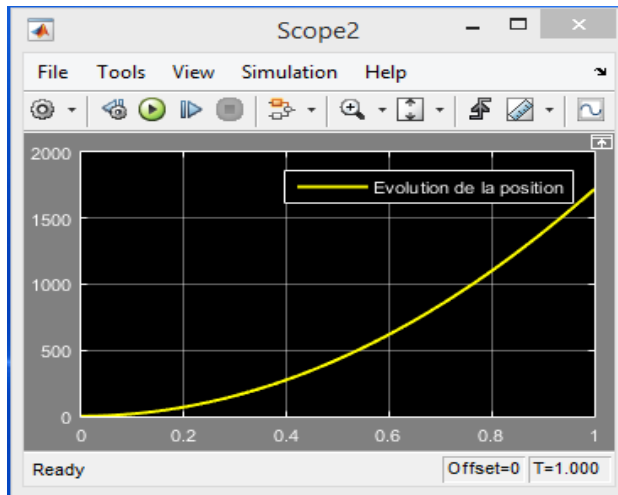 Scope2
File Tools View Simulation Help
2000
Evolution de la position
1500
1000
500
0
0 0.2 0.4 0.6 0.8 1
Ready Offset=0 T=1.000